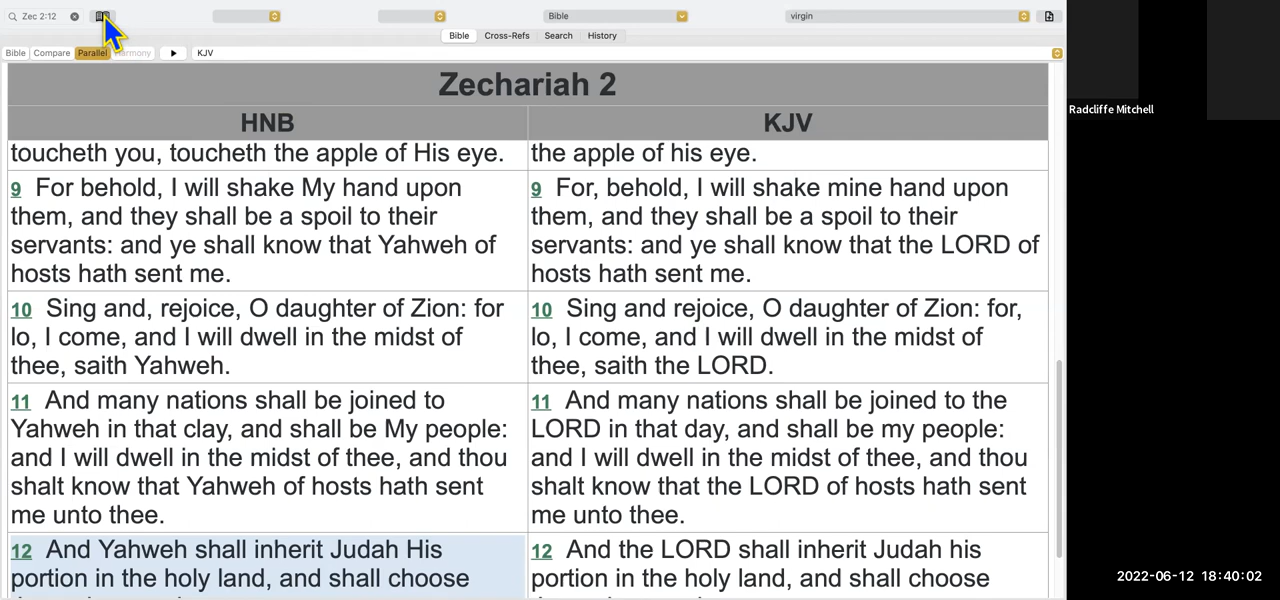 Zec 2:12
Bible
virgin
Bible Cross-Refs Search History
Bible Compare Parallel Harmony KJV
Radcliffe Mitchell
Zechariah 2
HNB
toucheth you, toucheth the apple of His eye.
9 For behold, I will shake My hand upon
them, and they shall be a spoil to their
servants: and ye shall know that Yahweh of
hosts hath sent me.
10 Sing and, rejoice, O daughter of Zion: for
lo, I come, and I will dwell in the midst of
thee, saith Yahweh.
11 And many nations shall be joined to
Yahweh in that clay, and shall be My people:
and I will dwell in the midst of thee, and thou
shalt know that Yahweh of hosts hath sent
me unto thee.
12 And Yahweh shall inherit Judah His
portion in the holy land, and shall choose
KJV
the apple of his eye.
9 For, behold, I will shake mine hand upon
them, and they shall be a spoil to their
servants: and ye shall know that the LORD of
hosts hath sent me.
10 Sing and rejoice, O daughter of Zion: for,
lo, I come, and I will dwell in the midst of
thee, saith the LORD.
11 And many nations shall be joined to the
LORD in that day, and shall be my people:
and I will dwell in the midst of thee, and thou
shalt know that the LORD of hosts hath sent
me unto thee.
12 And the LORD shall inherit Judah his
portion in the holy land, and shall choose
2022-06-12 18:40:02